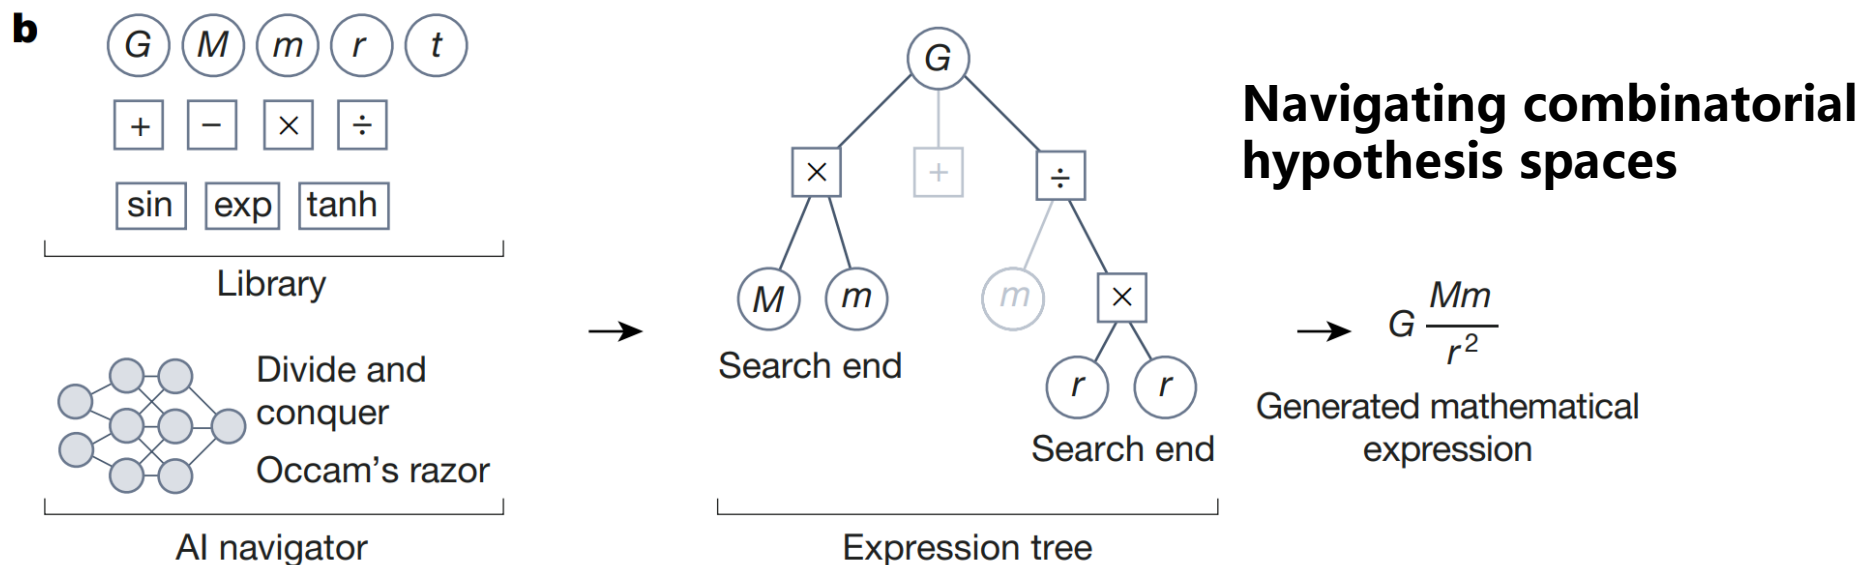 b
G M m r t
+ − × ÷
sin exp tanh
Library
Divide and
conquer
Occam's razor
AI navigator
G
× + ÷
M m m ×
Search end
r r
Search end
Expression tree
Navigating combinatorial
hypothesis spaces
G Mm
r²
Generated mathematical
expression